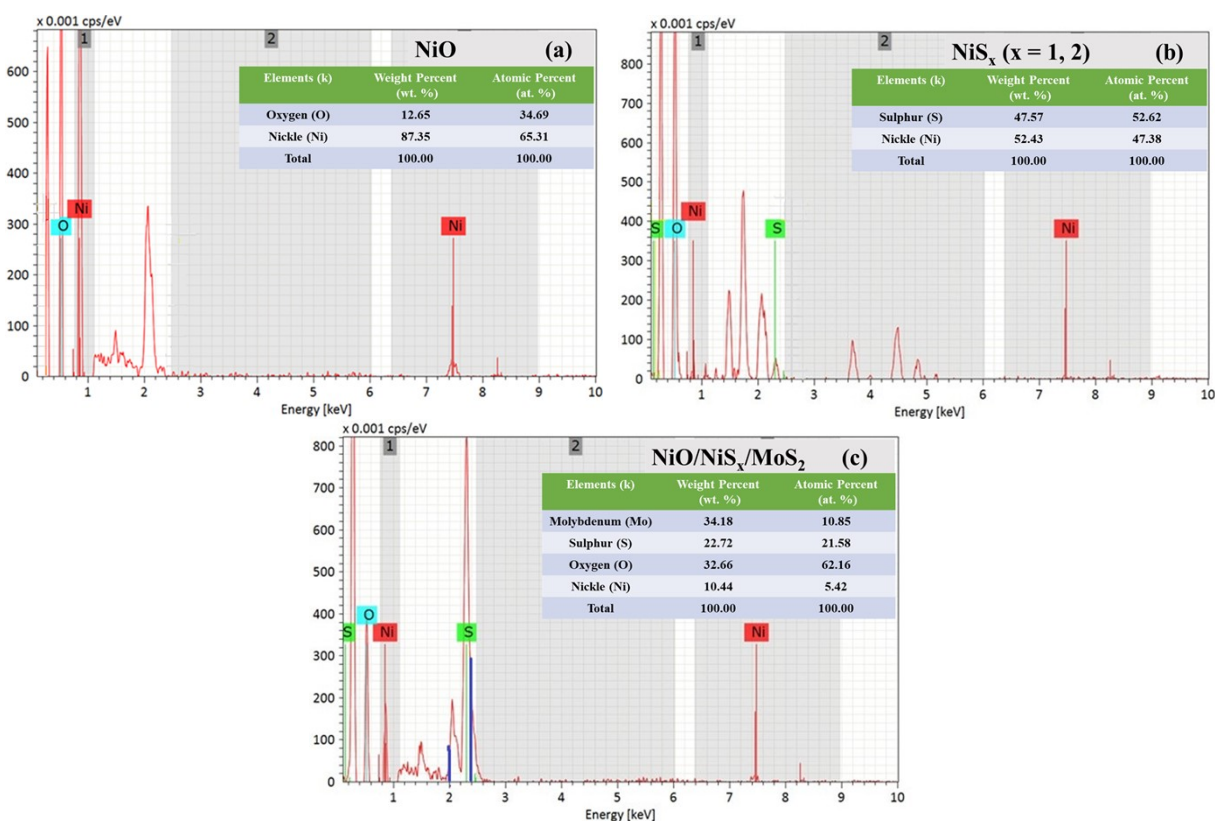 x 0.001 cps/eV
1
2
NiO (a)
Elements (k) Weight Percent (wt. %) Atomic Percent (at. %)
Oxygen (O) 12.65 34.69
Nickle (Ni) 87.35 65.31
Total 100.00 100.00
600
500
400
300
200
100
0
O
Ni
Ni
1 2 3 4 5 6 7 8 9 10
Energy [keV]
x 0.001 cps/eV
1
2
NiSₓ (x = 1, 2) (b)
Elements (k) Weight Percent (wt. %) Atomic Percent (at. %)
Sulphur (S) 47.57 52.62
Nickle (Ni) 52.43 47.38
Total 100.00 100.00
800
700
600
500
400
300
200
100
0
S
O
Ni
S
Ni
1 2 3 4 5 6 7 8 9 10
Energy [keV]
x 0.001 cps/eV
1
2
NiO/NiSₓ/MoS₂ (c)
Elements (k) Weight Percent (wt. %) Atomic Percent (at. %)
Molybdenum (Mo) 34.18 10.85
Sulphur (S) 22.72 21.58
Oxygen (O) 32.66 62.16
Nickle (Ni) 10.44 5.42
Total 100.00 100.00
800
700
600
500
400
300
200
100
0
S
O
Ni
S
Ni
1 2 3 4 5 6 7 8 9 10
Energy [keV]